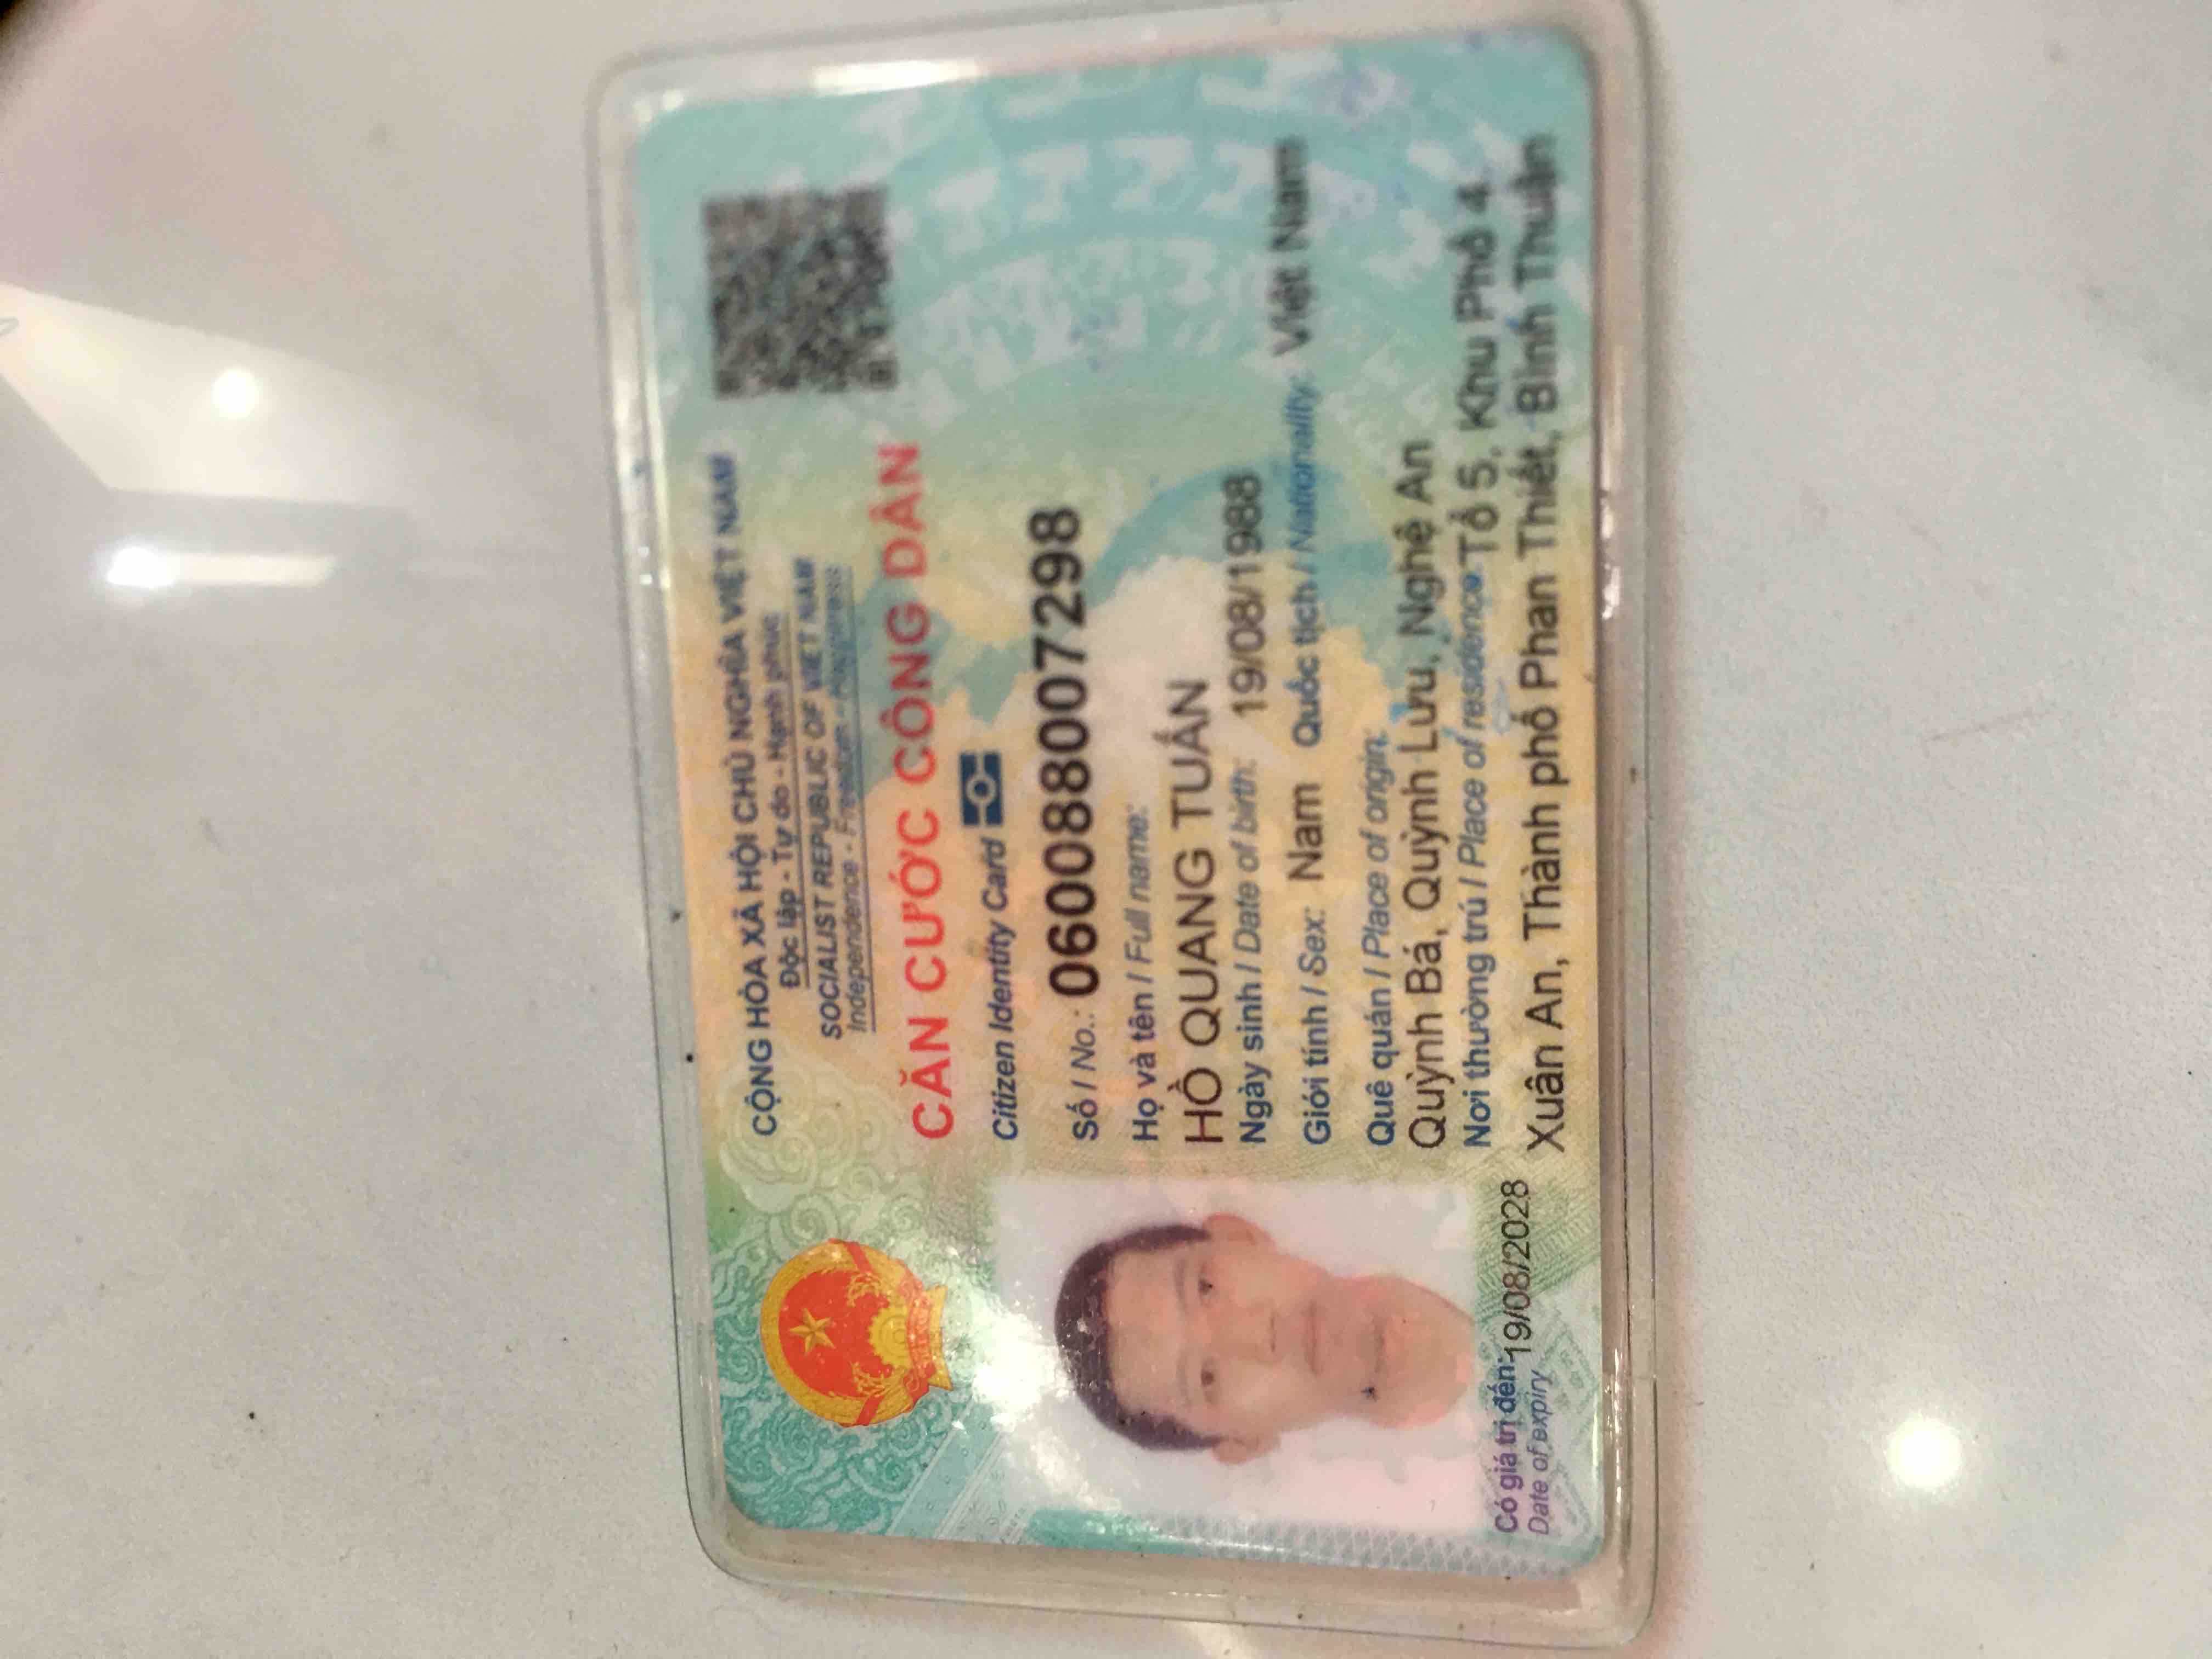 CỘNG HÒA XÃ HỘI CHỦ NGHĨA VIỆT NAM
Độc lập - Tự do - Hạnh phúc
SOCIALIST REPUBLIC OF VIET NAM
Independence - Freedom - Happiness
CĂN CƯỚC CÔNG DÂN
Citizen Identity Card
Số / No.: 060088007298
Họ và tên / Full name:
HỒ QUANG TUẤN
Ngày sinh / Date of birth: 19/08/1988
Giới tính / Sex: Nam Quốc tịch / Nationality: Việt Nam
Quê quán / Place of origin:
Quỳnh Bá, Quỳnh Lưu, Nghệ An
Nơi thường trú / Place of residence: Tổ 5, Khu Phố 4,
Xuân An, Thành phố Phan Thiết, Bình Thuận
Có giá trị đến: 19/08/2028
Date of expiry